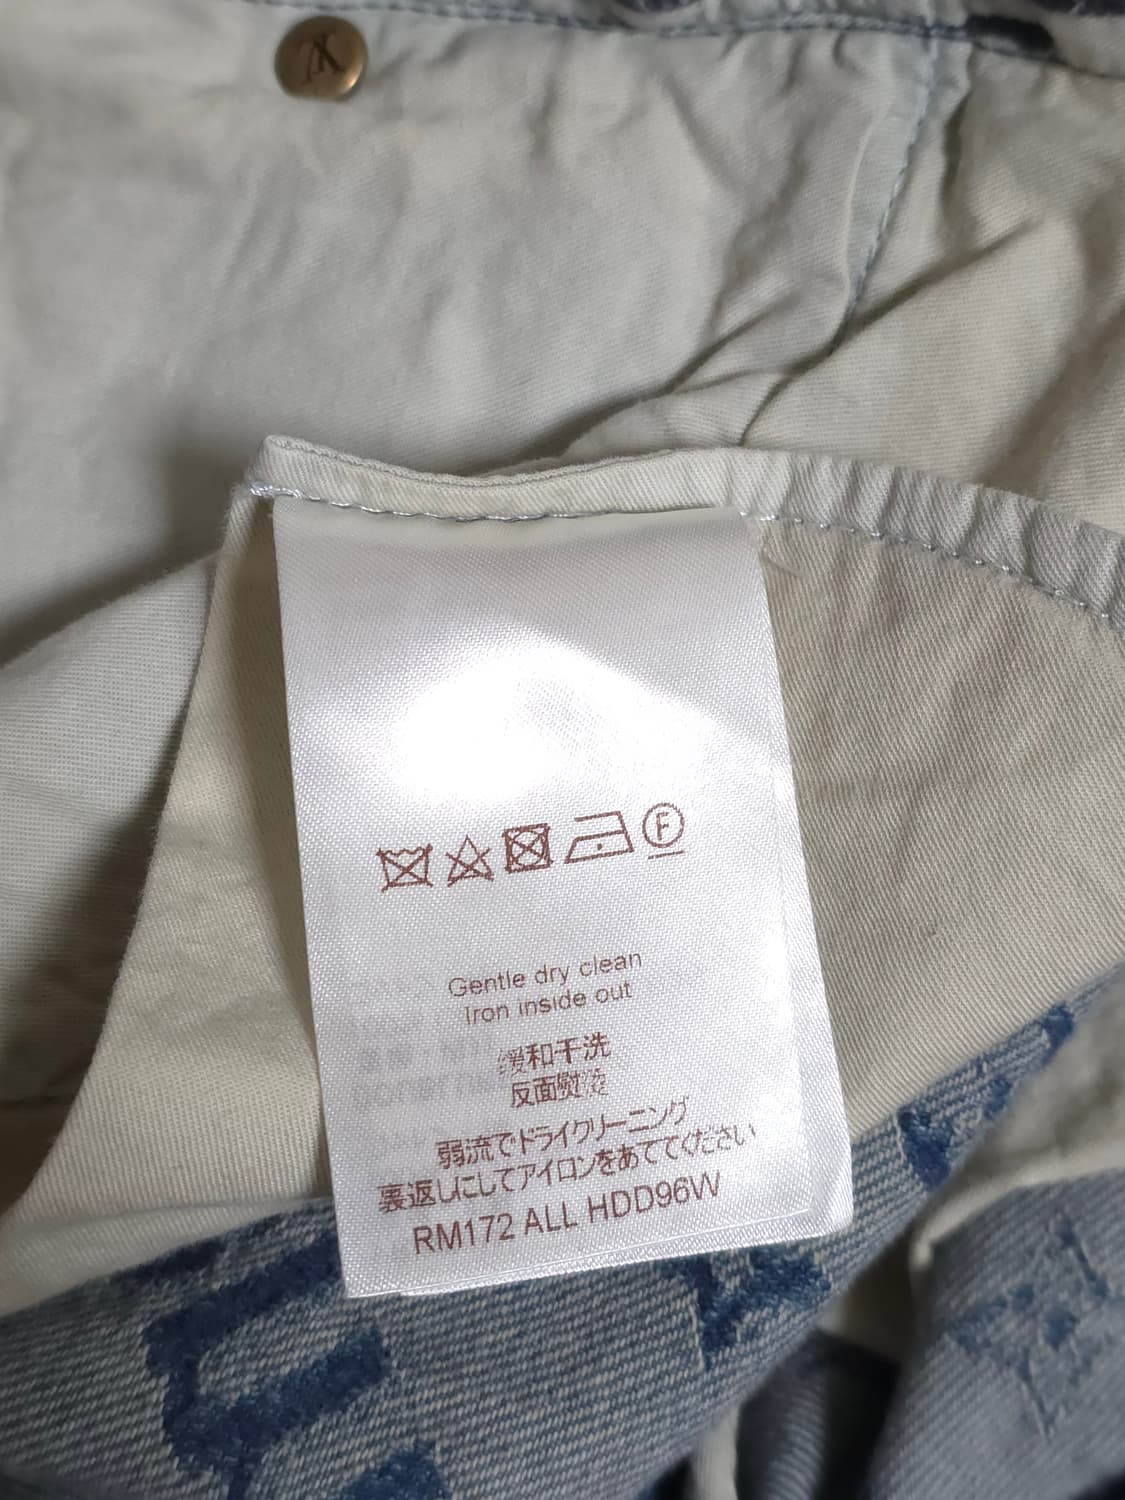 F
Gentle dry clean
Iron inside out
缓和干洗
反面熨烫
弱流でドライクリーニング
裏返しにしてアイロンをあててください
RM172 ALL HDD96W